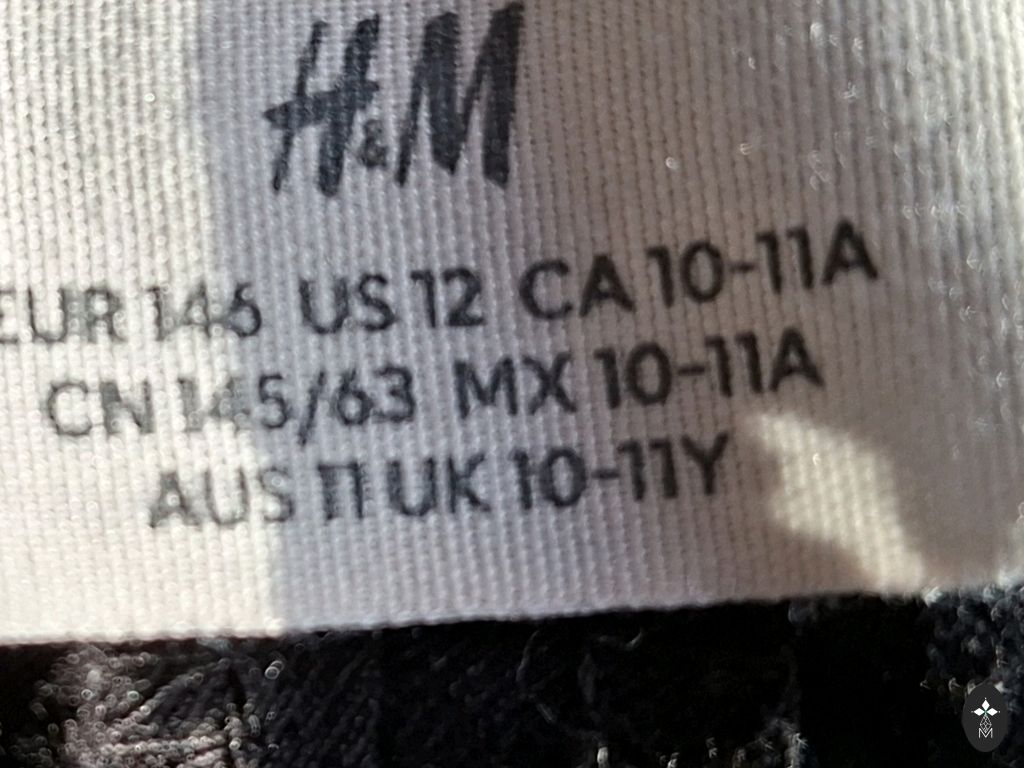 H&M
EUR 146 US 12 CA 10-11A
CN 145/63 MX 10-11A
AUS 11 UK 10-11Y
M